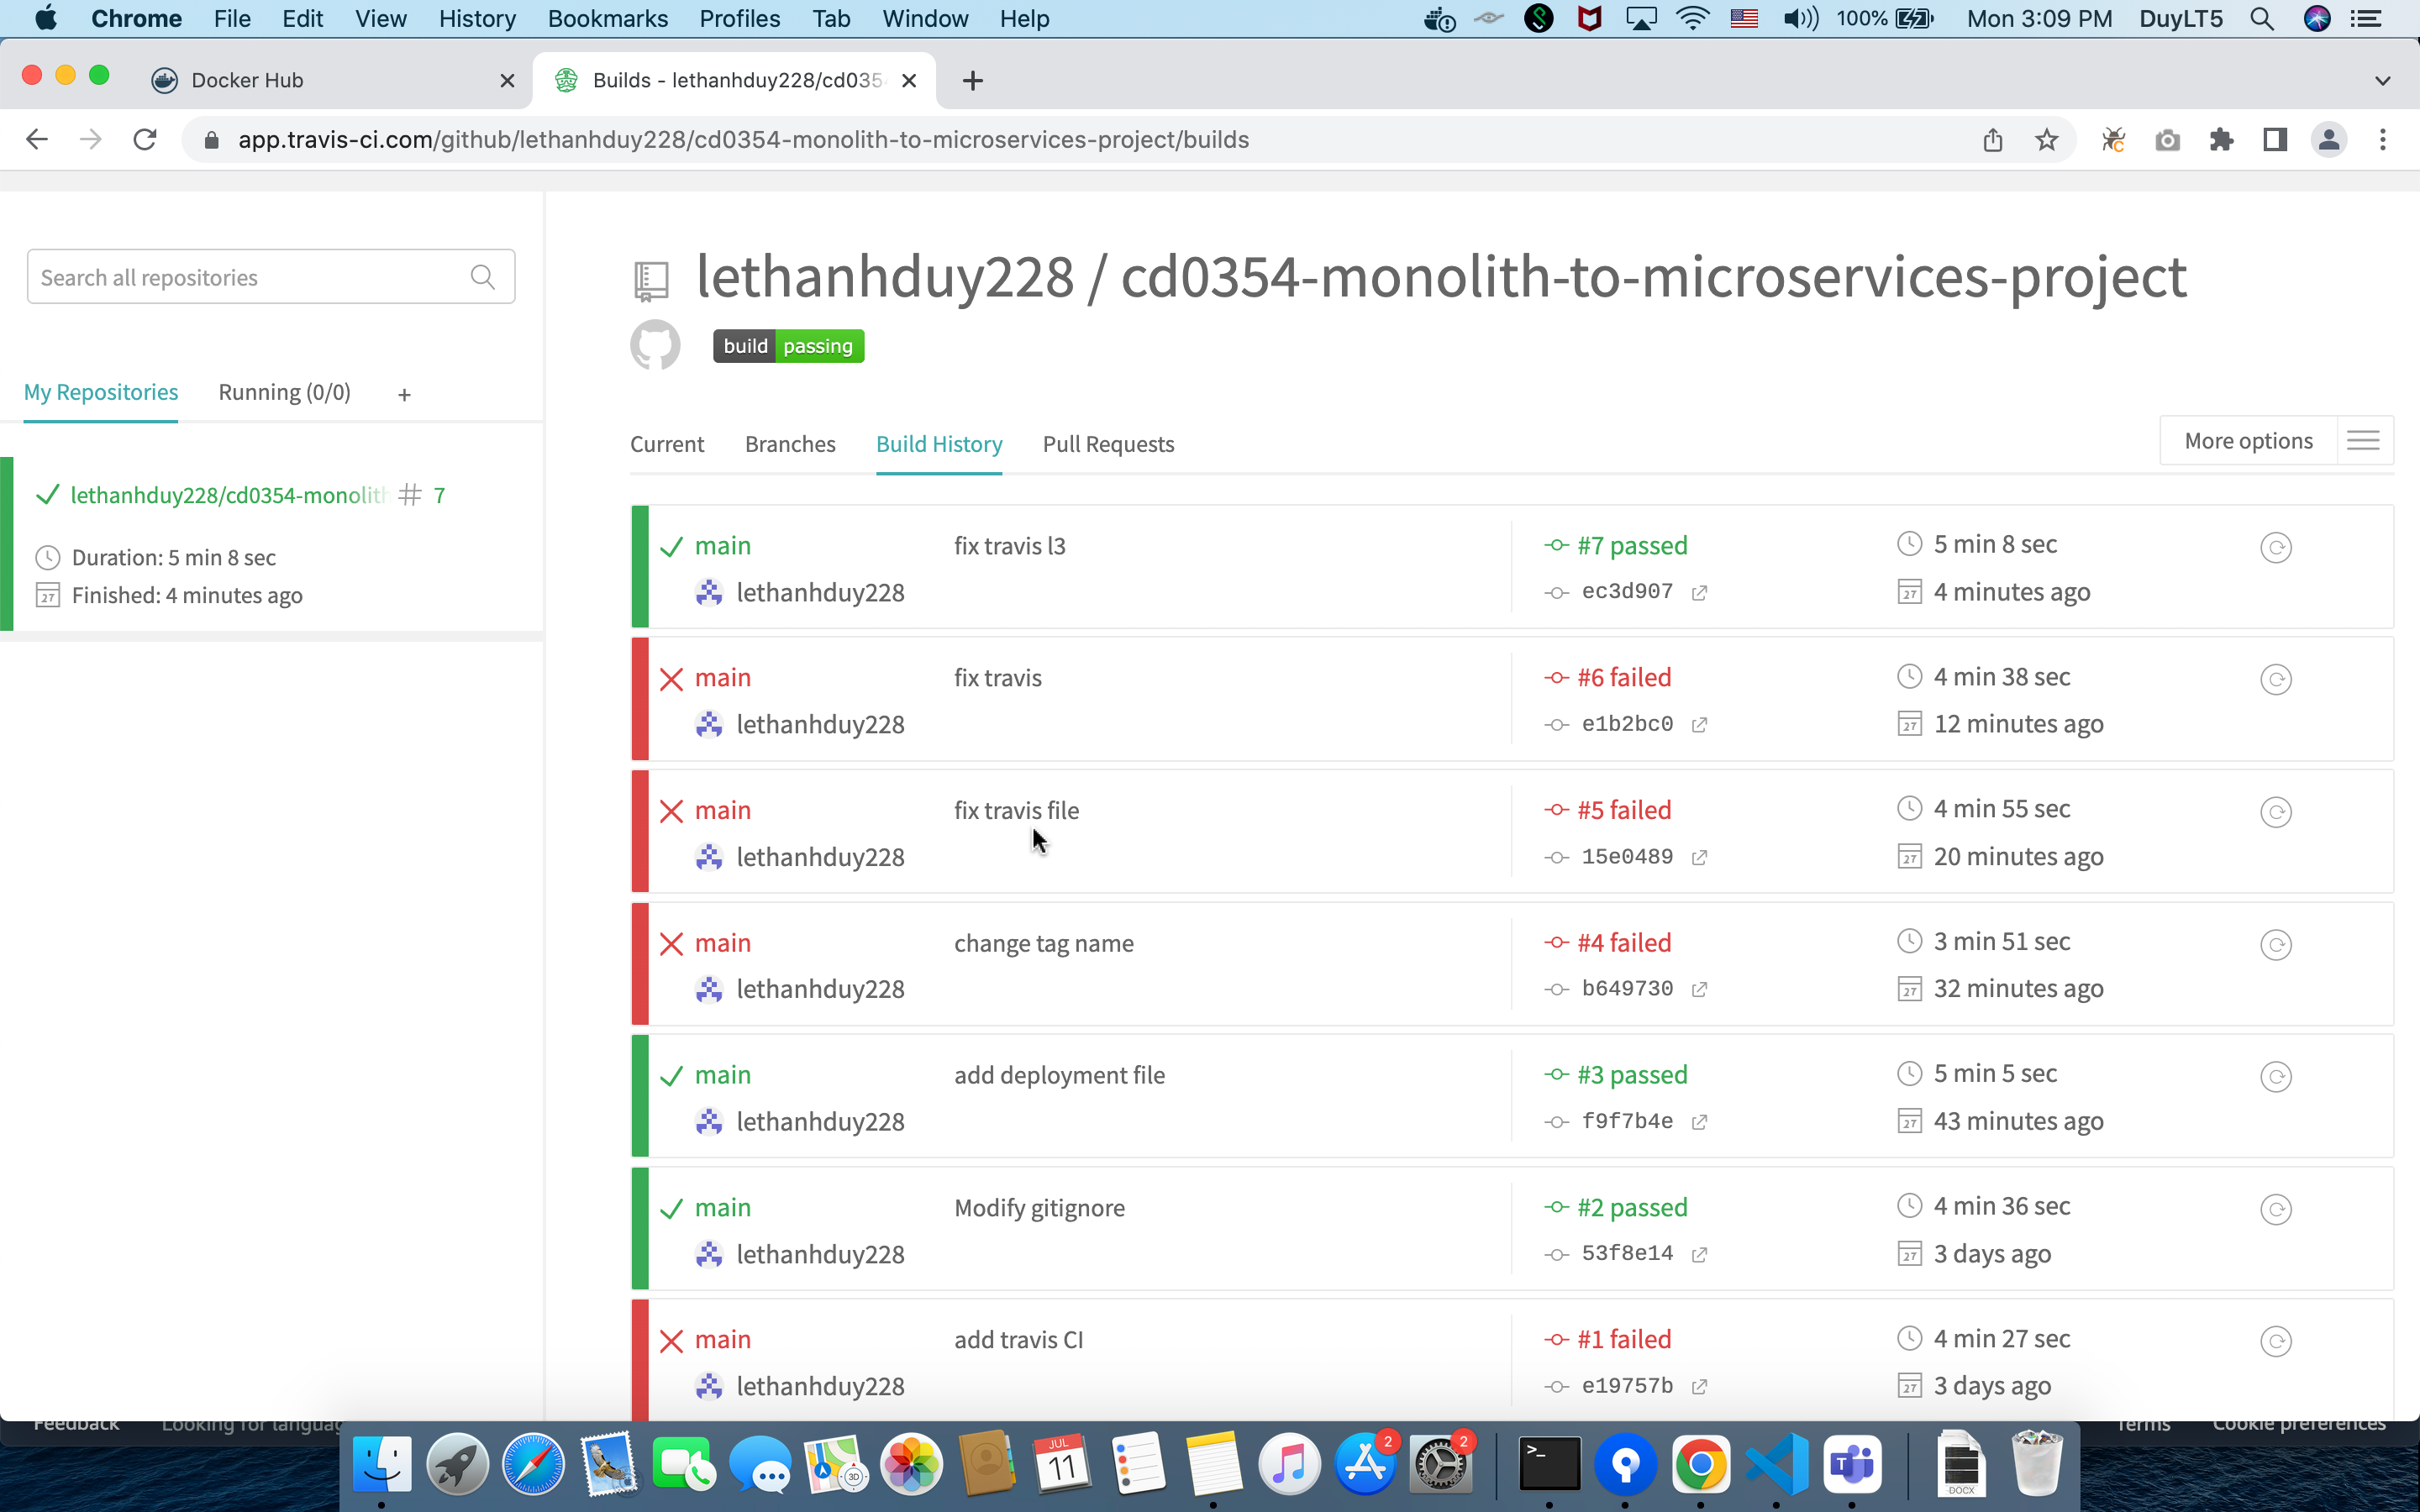 Chrome File Edit View History Bookmarks Profiles Tab Window Help 100% Mon 3:09 PM DuyLT5
Docker Hub
Builds - lethanhduy228/cd035
app.travis-ci.com/github/lethanhduy228/cd0354-monolith-to-microservices-project/builds
Search all repositories
My Repositories Running (0/0) +
lethanhduy228/cd0354-monolith # 7
Duration: 5 min 8 sec
Finished: 4 minutes ago
lethanhduy228 / cd0354-monolith-to-microservices-project
build passing
Current Branches Build History Pull Requests
More options
main fix travis l3 #7 passed 5 min 8 sec
lethanhduy228 ec3d907 4 minutes ago
main fix travis #6 failed 4 min 38 sec
lethanhduy228 e1b2bc0 12 minutes ago
main fix travis file #5 failed 4 min 55 sec
lethanhduy228 15e0489 20 minutes ago
main change tag name #4 failed 3 min 51 sec
lethanhduy228 b649730 32 minutes ago
main add deployment file #3 passed 5 min 5 sec
lethanhduy228 f9f7b4e 43 minutes ago
main Modify gitignore #2 passed 4 min 36 sec
lethanhduy228 53f8e14 3 days ago
main add travis CI #1 failed 4 min 27 sec
lethanhduy228 e19757b 3 days ago
Feedback Looking for languag Terms Cookie preferences
JUL
11
3D
2
2
T
DOCX